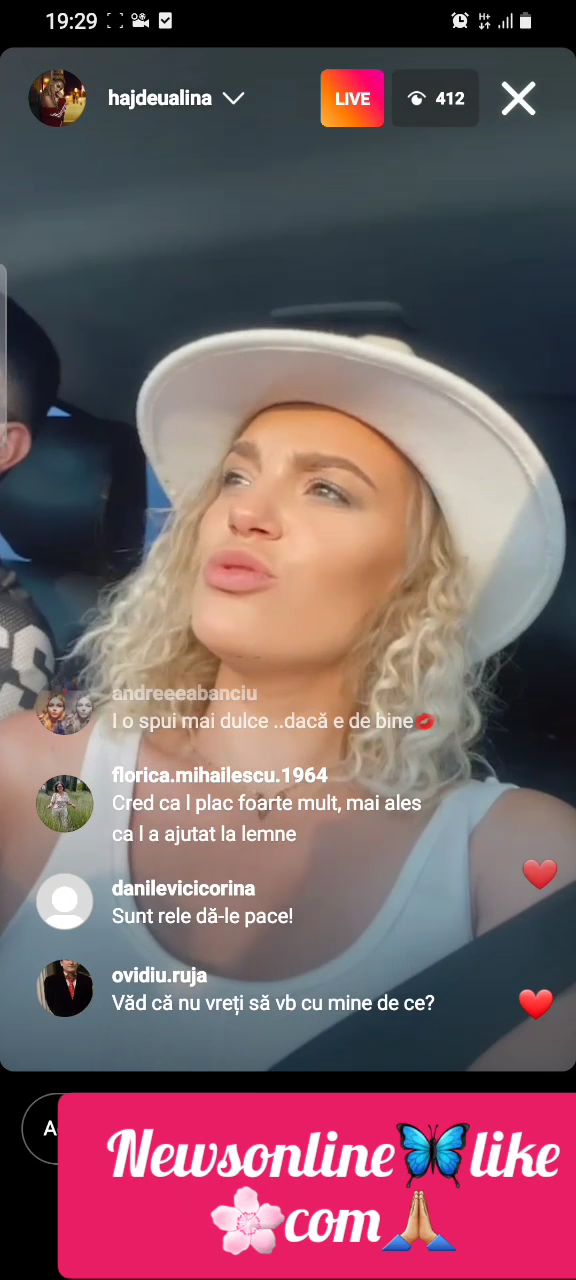 19:29
H+
hajdeualina
LIVE
412
andreeeabanciu
I o spui mai dulce ..dacă e de bine💋
florica.mihailescu.1964
Cred ca l plac foarte mult, mai ales
ca l a ajutat la lemne
danilevicicorina
Sunt rele dă-le pace!
ovidiu.ruja
Văd că nu vreți să vb cu mine de ce?
Newsonline🦋like
🌸com🙏🏼